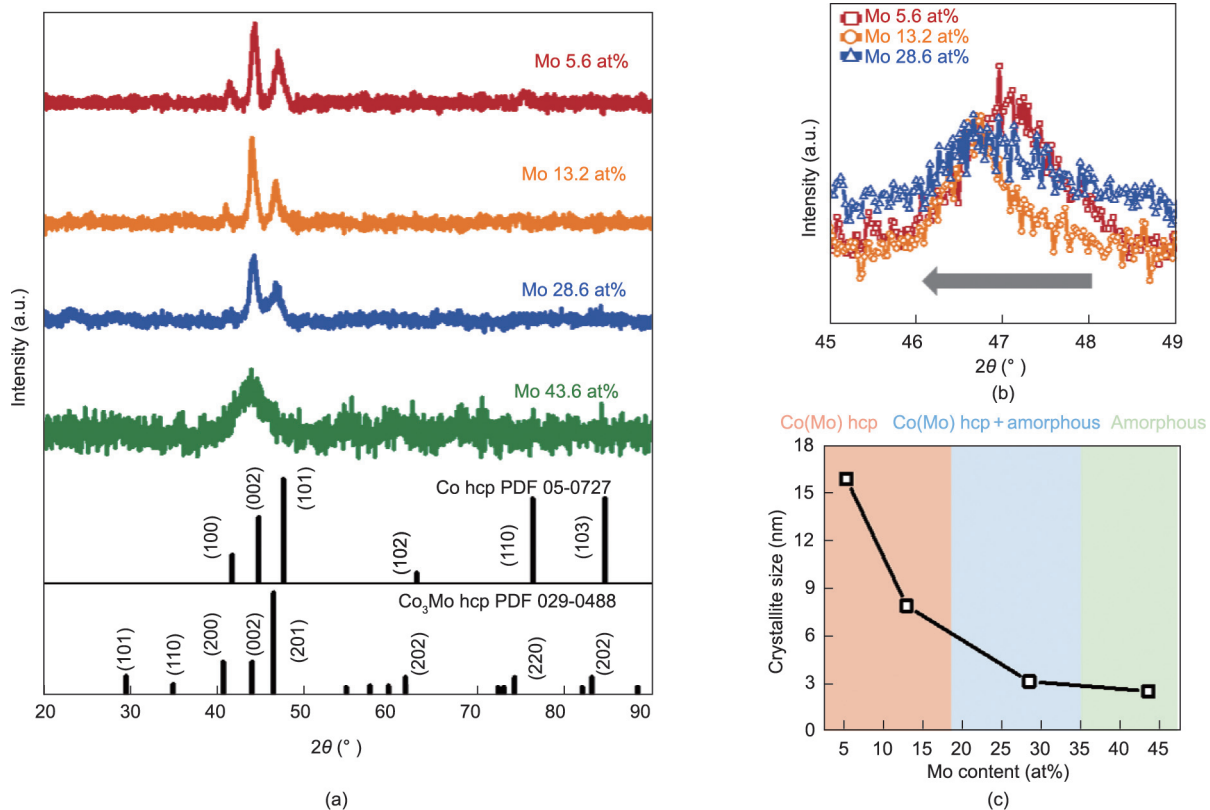 Intensity (a.u.)
Mo 5.6 at%
Mo 13.2 at%
Mo 28.6 at%
Mo 43.6 at%
Co hcp PDF 05-0727
(100)
(002)
(101)
(102)
(110)
(103)
Co₃Mo hcp PDF 029-0488
(101)
(110)
(200)
(002)
(201)
(202)
(220)
(202)
20 30 40 50 60 70 80 90
2θ (°)
(a)
Mo 5.6 at%
Mo 13.2 at%
Mo 28.6 at%
Intensity (a.u.)
45 46 47 48 49
2θ (°)
(b)
Co(Mo) hcp Co(Mo) hcp + amorphous Amorphous
Crystallite size (nm)
18
15
12
9
6
3
0
5 10 15 20 25 30 35 40 45
Mo content (at%)
(c)